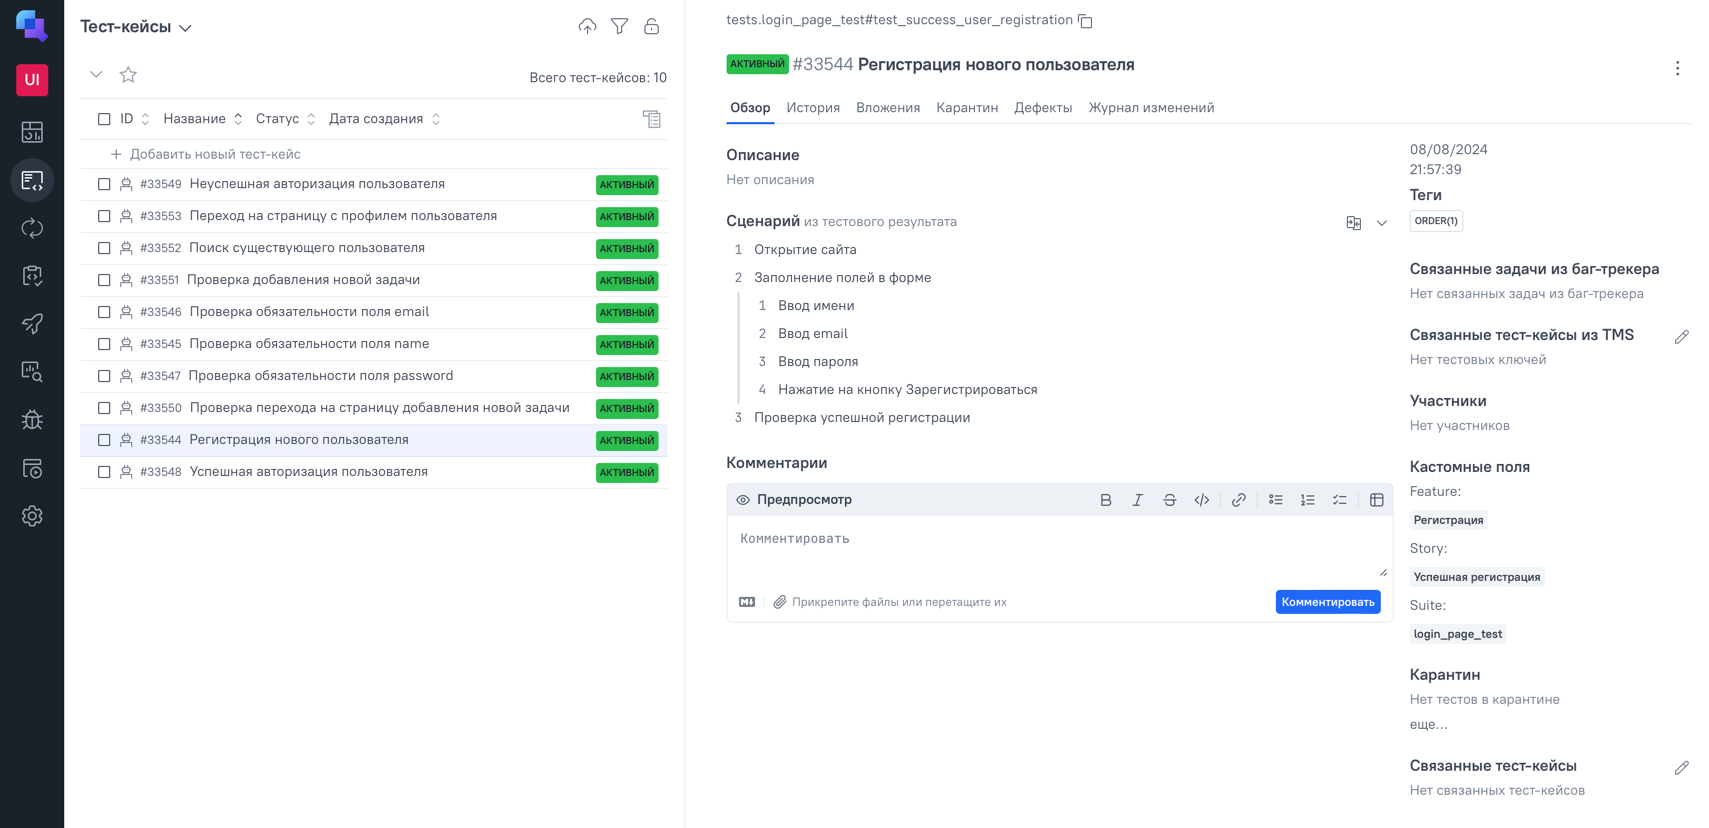 UI
Тест-кейсы
Всего тест-кейсов: 10
ID Название Статус Дата создания
Добавить новый тест-кейс
#33549 Неуспешная авторизация пользователя АКТИВНЫЙ
#33553 Переход на страницу с профилем пользователя АКТИВНЫЙ
#33552 Поиск существующего пользователя АКТИВНЫЙ
#33551 Проверка добавления новой задачи АКТИВНЫЙ
#33546 Проверка обязательности поля email АКТИВНЫЙ
#33545 Проверка обязательности поля name АКТИВНЫЙ
#33547 Проверка обязательности поля password АКТИВНЫЙ
#33550 Проверка перехода на страницу добавления новой задачи АКТИВНЫЙ
#33544 Регистрация нового пользователя АКТИВНЫЙ
#33548 Успешная авторизация пользователя АКТИВНЫЙ
tests.login_page_test#test_success_user_registration
АКТИВНЫЙ #33544 Регистрация нового пользователя
Обзор История Вложения Карантин Дефекты Журнал изменений
Описание
Нет описания
Сценарий из тестового результата
1 Открытие сайта
2 Заполнение полей в форме
1 Ввод имени
2 Ввод email
3 Ввод пароля
4 Нажатие на кнопку Зарегистрироваться
3 Проверка успешной регистрации
Комментарии
Предпросмотр
Комментировать
Прикрепите файлы или перетащите их
Комментировать
08/08/2024
21:57:39
Теги
ORDER(1)
Связанные задачи из баг-трекера
Нет связанных задач из баг-трекера
Связанные тест-кейсы из TMS
Нет тестовых ключей
Участники
Нет участников
Кастомные поля
Feature:
Регистрация
Story:
Успешная регистрация
Suite:
login_page_test
Карантин
Нет тестов в карантине
еще...
Связанные тест-кейсы
Нет связанных тест-кейсов